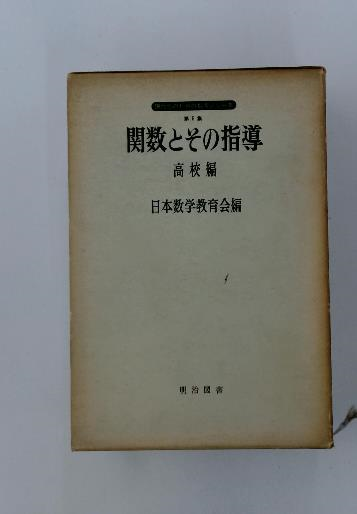 第8集
関数とその指導
高校編
日本数学教育会編
明治図書